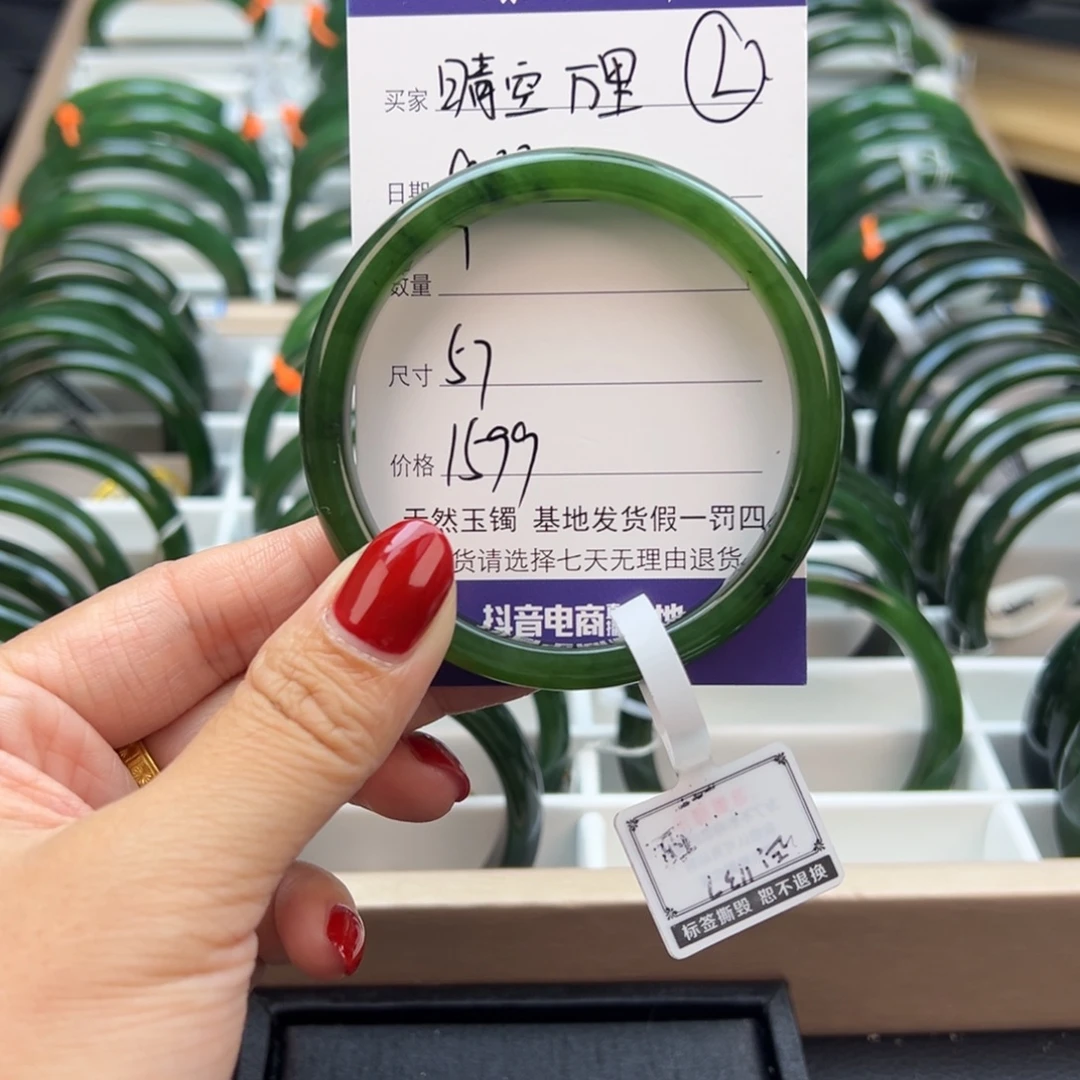 买家 晴空万里 Ⓛ
日期
数量 1
尺寸 57
价格 1599
天然玉镯 基地发货假一罚四
货请选择七天无理由退货
抖音电商
标签撕毁 恕不退换